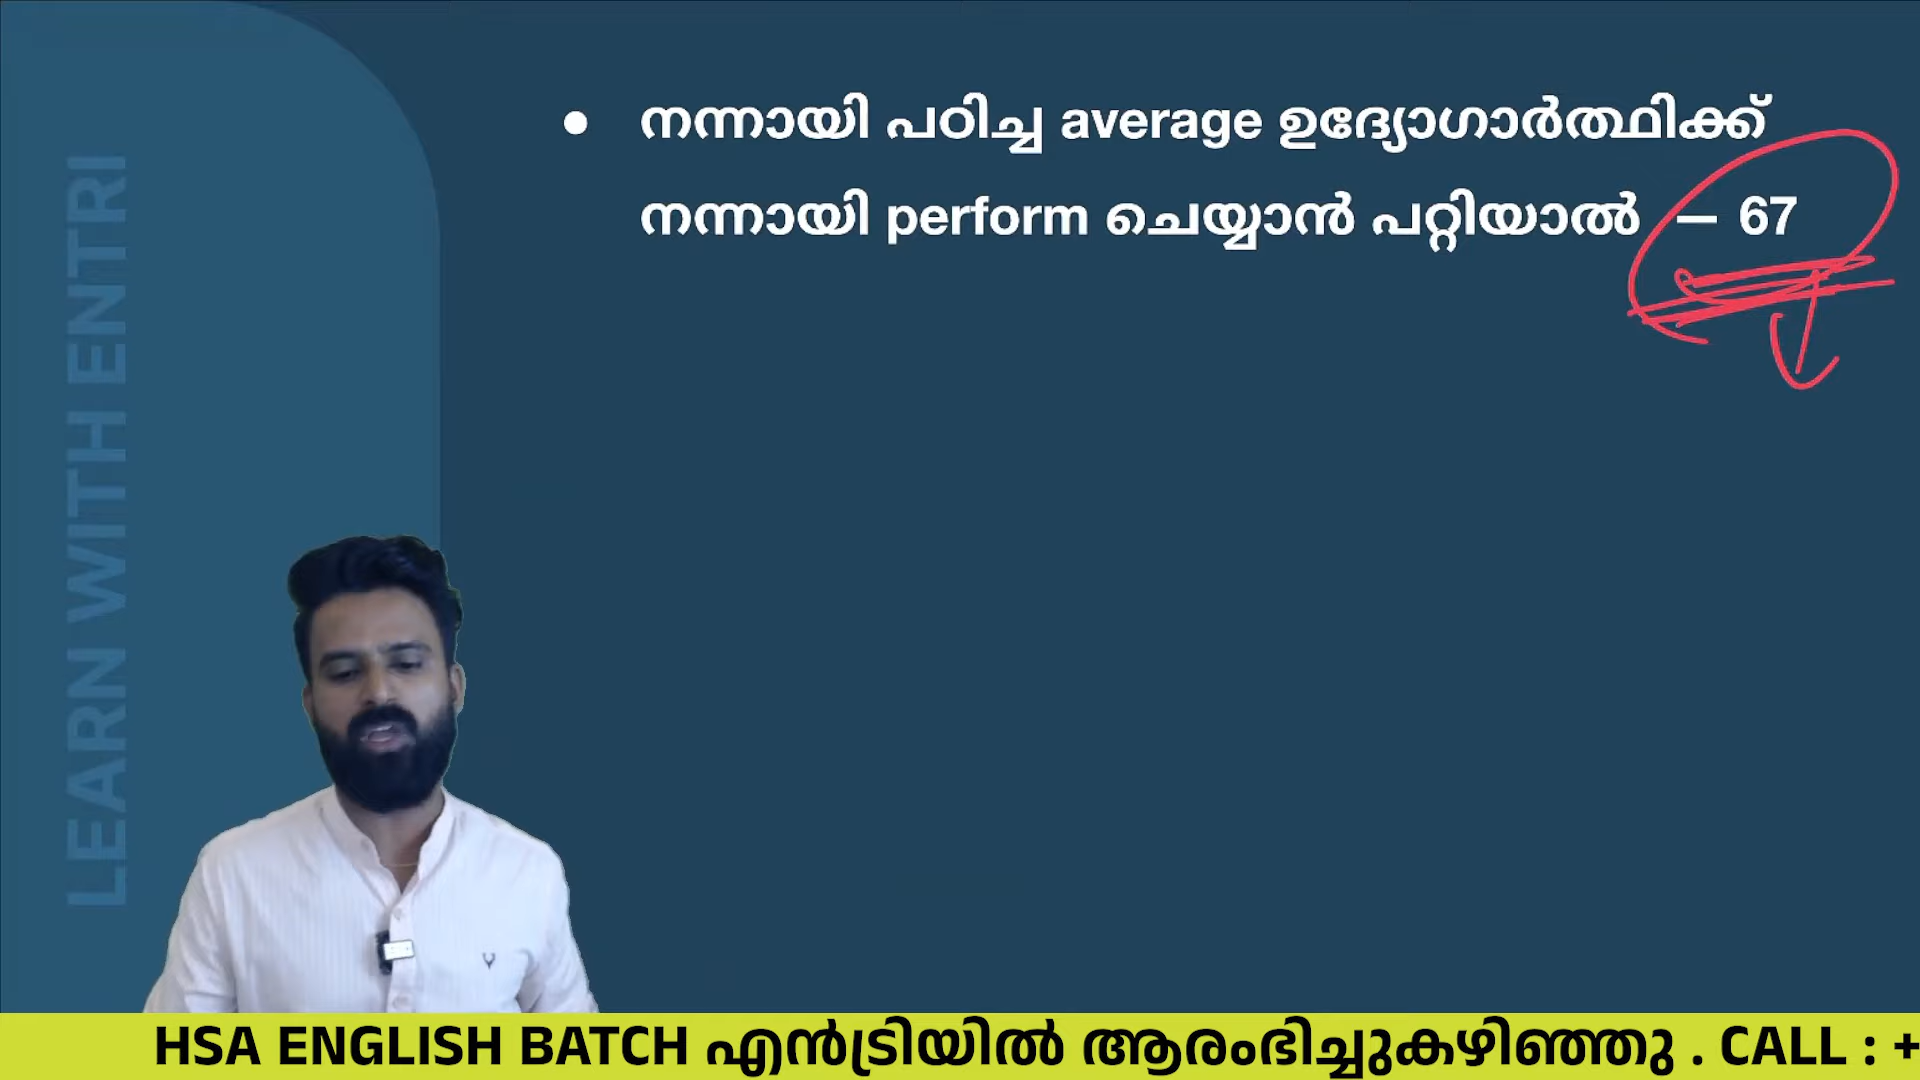 • നന്നായി പഠിച്ച average ഉദ്യോഗാർത്ഥിക്ക്
നന്നായി perform ചെയ്യാൻ പറ്റിയാൽ – 67
LEARN WITH ENTRI
HSA ENGLISH BATCH എൻട്രിയിൽ ആരംഭിച്ചുകഴിഞ്ഞു . CALL : +